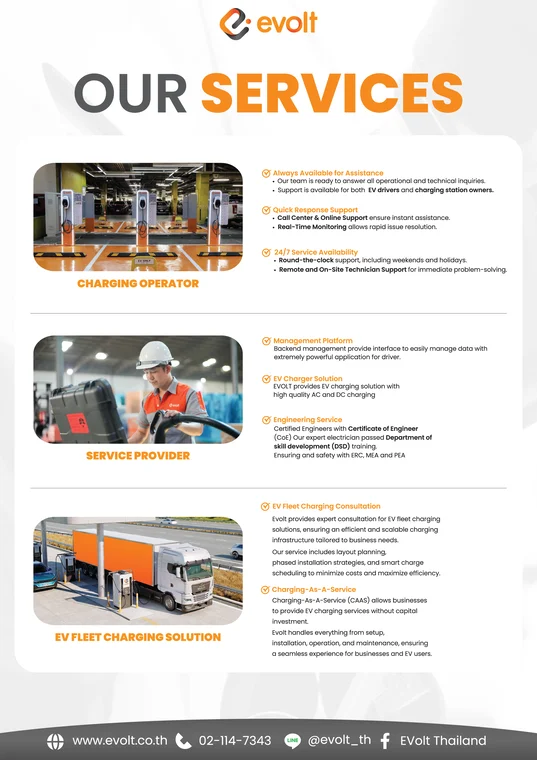 evolt
OUR SERVICES
Always Available for Assistance
• Our team is ready to answer all operational and technical inquiries.
• Support is available for both EV drivers and charging station owners.
Quick Response Support
• Call Center & Online Support ensure instant assistance.
• Real-Time Monitoring allows rapid issue resolution.
24/7 Service Availability
• Round-the-clock support, including weekends and holidays.
• Remote and On-Site Technician Support for immediate problem-solving.
CHARGING OPERATOR
Management Platform
Backend management provide interface to easily manage data with
extremely powerful application for driver.
EV Charger Solution
EVOLT provides EV charging solution with
high quality AC and DC charging
Engineering Service
Certified Engineers with Certificate of Engineer
(CoE) Our expert electrician passed Department of
skill development (DSD) training.
Ensuring and safety with ERC, MEA and PEA
SERVICE PROVIDER
EV Fleet Charging Consultation
Evolt provides expert consultation for EV fleet charging
solutions, ensuring an efficient and scalable charging
infrastructure tailored to business needs.
Our service includes layout planning,
phased installation strategies, and smart charge
scheduling to minimize costs and maximize efficiency.
Charging-As-A-Service
Charging-As-A-Service (CAAS) allows businesses
to provide EV charging services without capital
investment.
Evolt handles everything from setup,
installation, operation, and maintenance, ensuring
a seamless experience for businesses and EV users.
EV FLEET CHARGING SOLUTION
www.evolt.co.th 02-114-7343 LINE @evolt_th EVolt Thailand